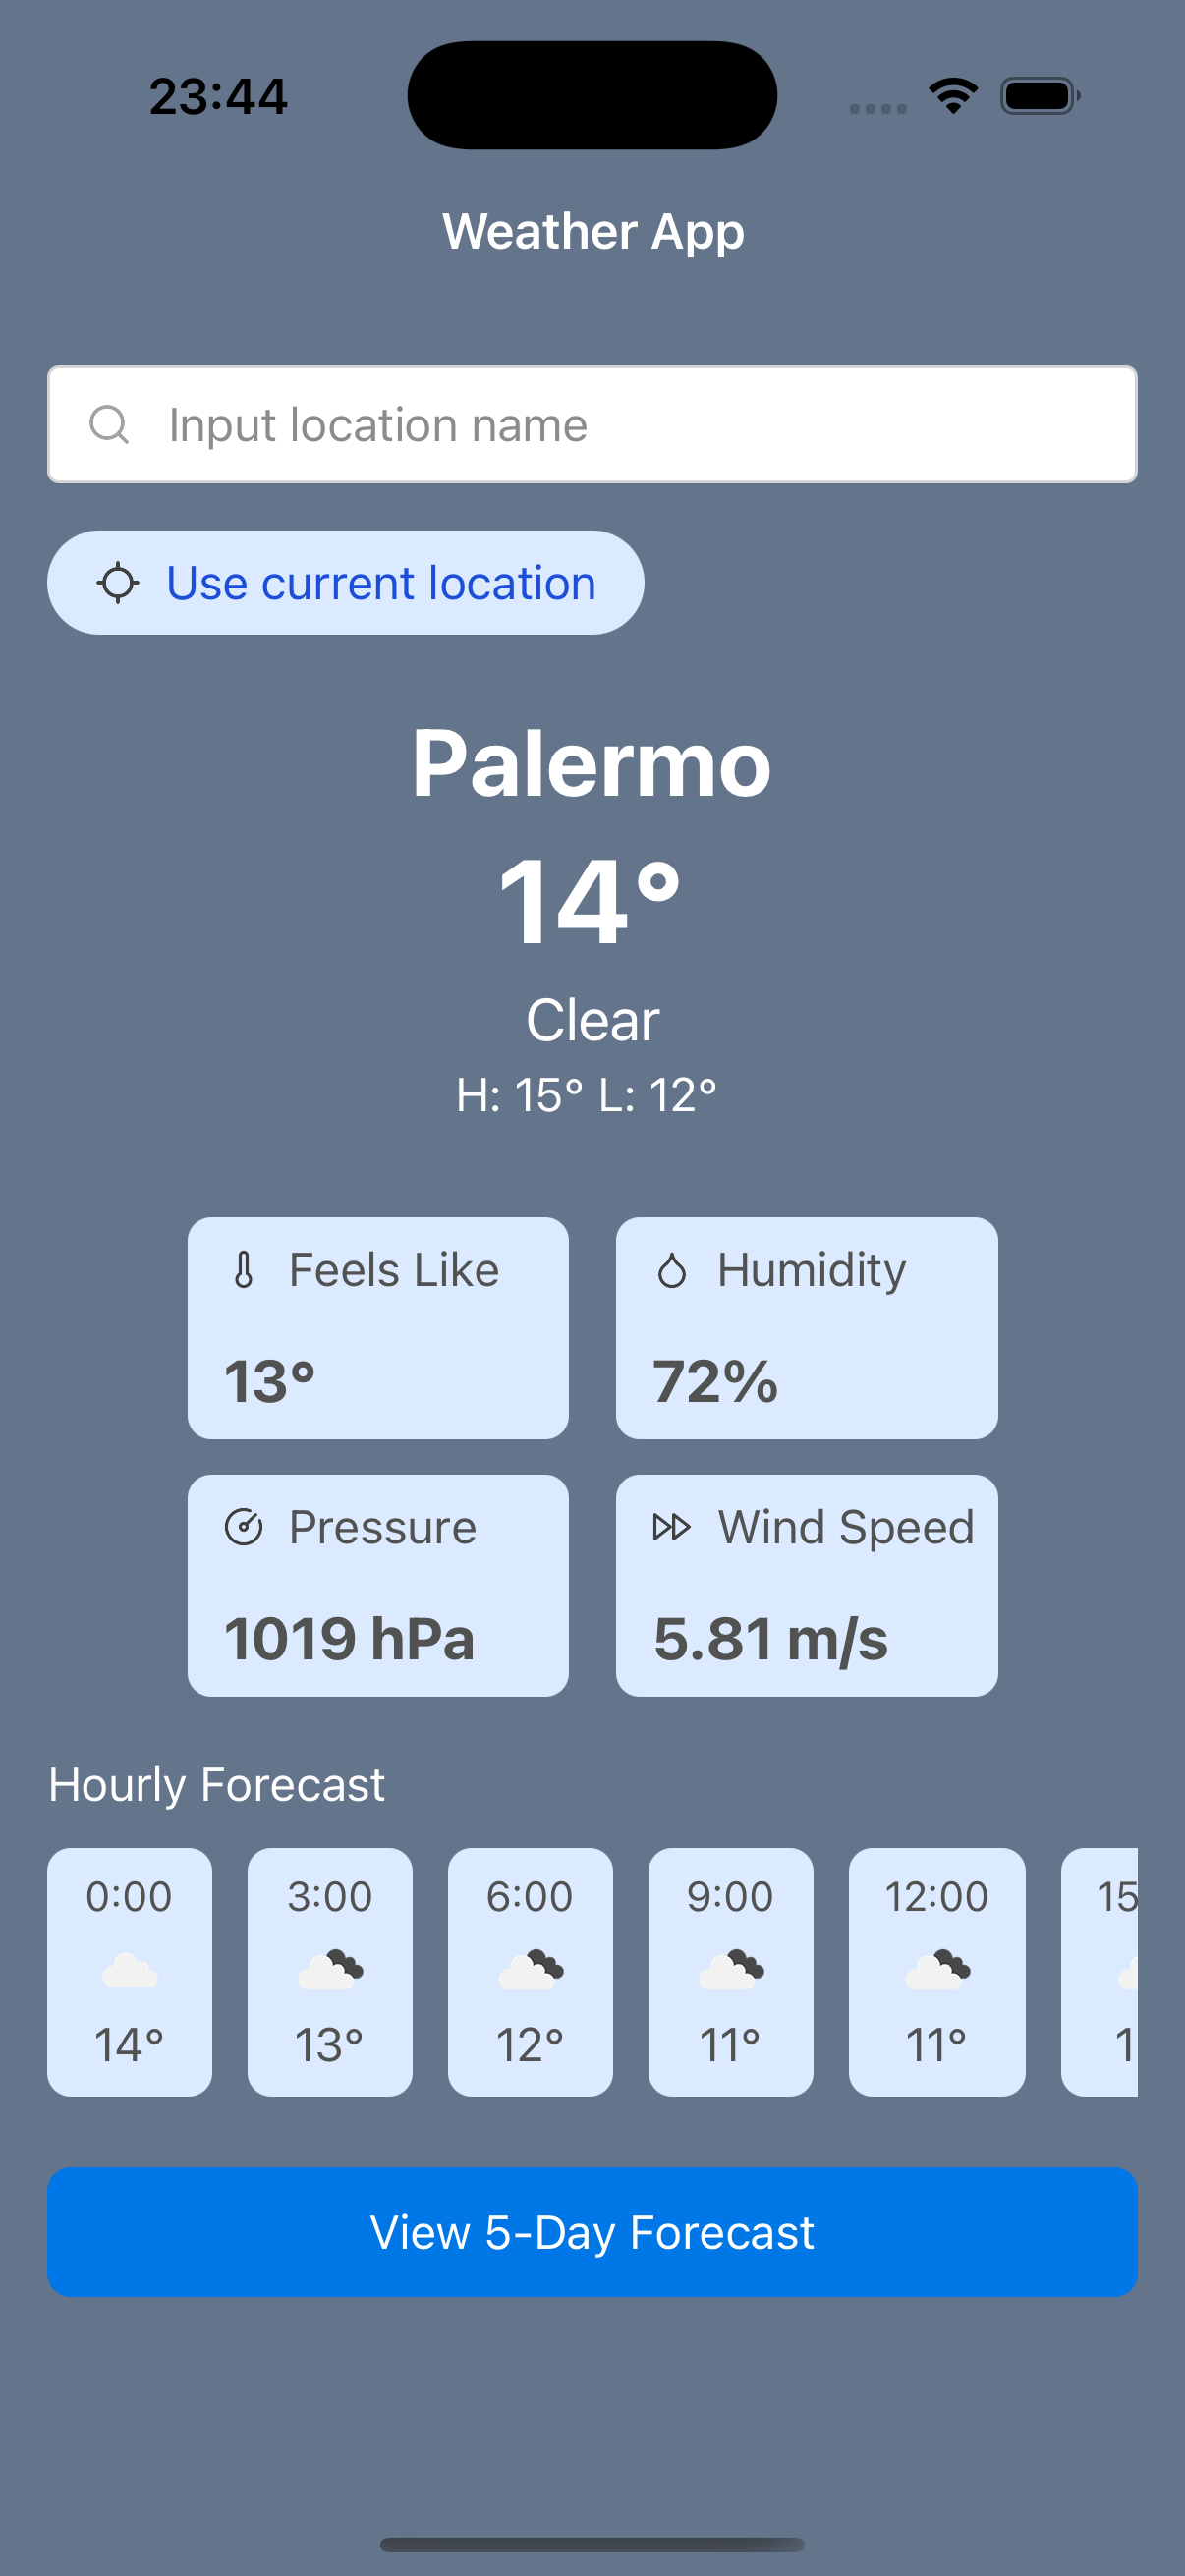 23:44
Weather App
Input location name
Use current location
Palermo
14°
Clear
H: 15° L: 12°
Feels Like
Humidity
13°
72%
Pressure
Wind Speed
1019 hPa
5.81 m/s
Hourly Forecast
0:00 3:00 6:00 9:00 12:00 15
14° 13° 12° 11° 11° 1
View 5-Day Forecast